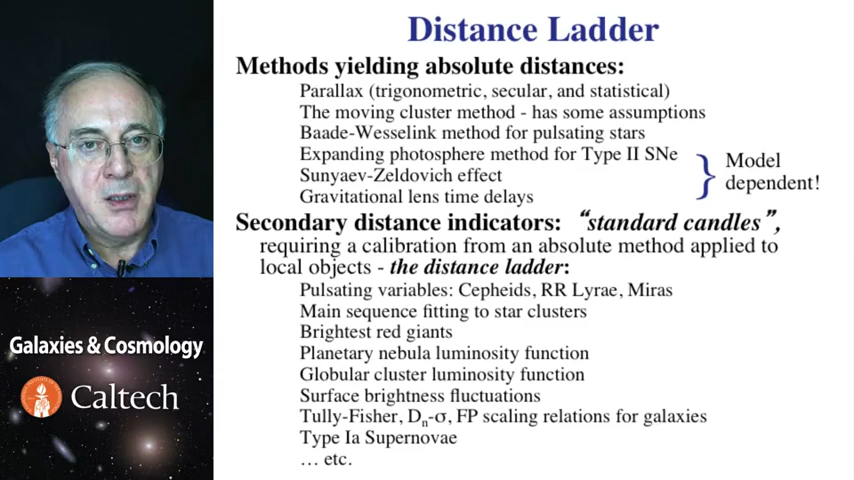 Distance Ladder
Methods yielding absolute distances:
Parallax (trigonometric, secular, and statistical)
The moving cluster method - has some assumptions
Baade-Wesselink method for pulsating stars
Expanding photosphere method for Type II SNe
Sunyaev-Zeldovich effect
Gravitational lens time delays
Model
dependent!
Secondary distance indicators: “standard candles”,
requiring a calibration from an absolute method applied to
local objects - the distance ladder:
Pulsating variables: Cepheids, RR Lyrae, Miras
Main sequence fitting to star clusters
Brightest red giants
Planetary nebula luminosity function
Globular cluster luminosity function
Surface brightness fluctuations
Tully-Fisher, Dn-σ, FP scaling relations for galaxies
Type Ia Supernovae
… etc.
Galaxies & Cosmology
Caltech